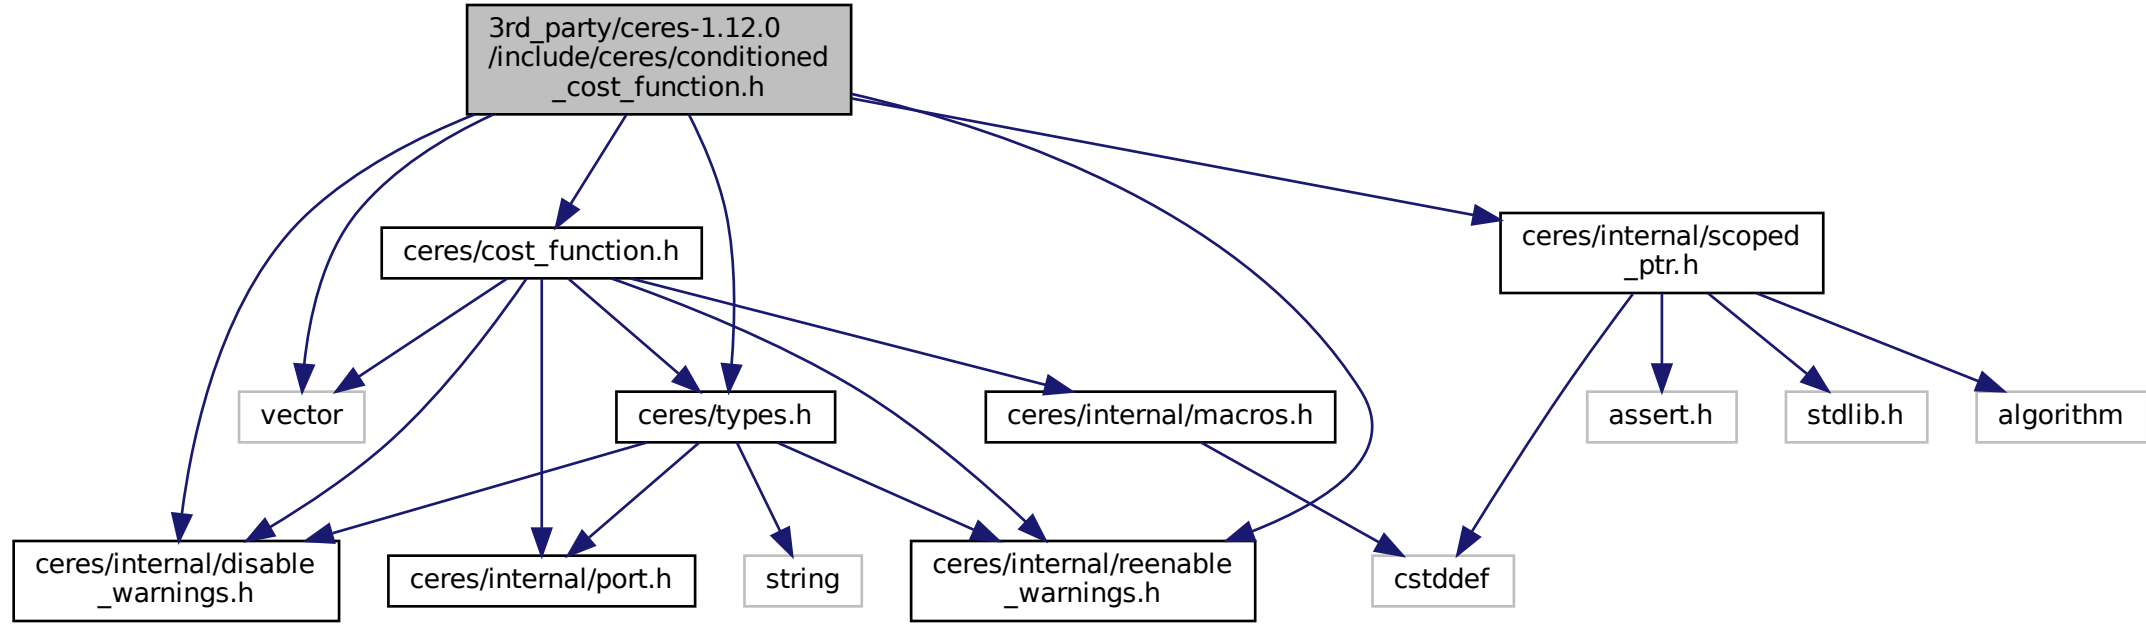 3rd_party/ceres-1.12.0
/include/ceres/conditioned
_cost_function.h
ceres/internal/scoped
_ptr.h
ceres/cost_function.h
vector
ceres/types.h
ceres/internal/macros.h
assert.h
stdlib.h
algorithm
ceres/internal/disable
_warnings.h
ceres/internal/port.h
string
ceres/internal/reenable
_warnings.h
cstddef